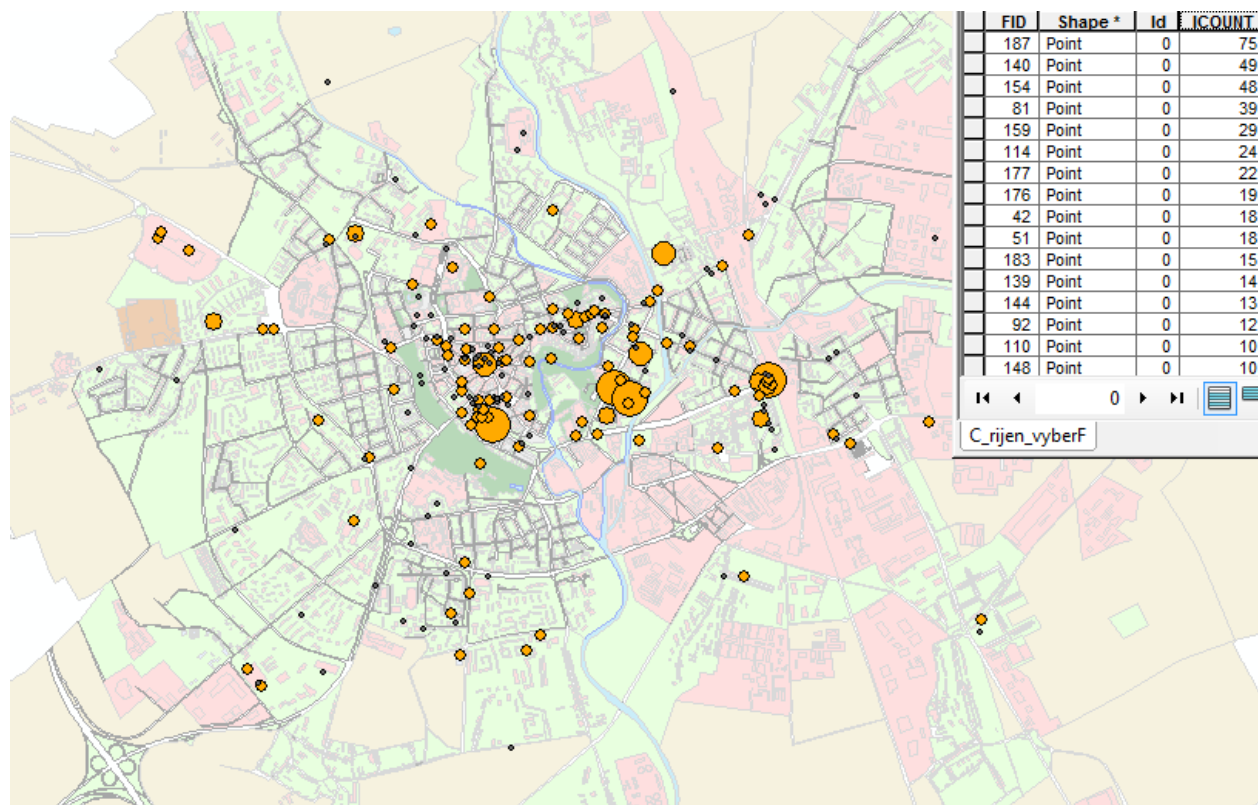 FID Shape * Id ICOUNT
187 Point 0 75
140 Point 0 49
154 Point 0 48
81 Point 0 39
159 Point 0 29
114 Point 0 24
177 Point 0 22
176 Point 0 19
42 Point 0 18
51 Point 0 18
183 Point 0 15
139 Point 0 14
144 Point 0 13
92 Point 0 12
110 Point 0 10
148 Point 0 10
0
C_rijen_vyberF